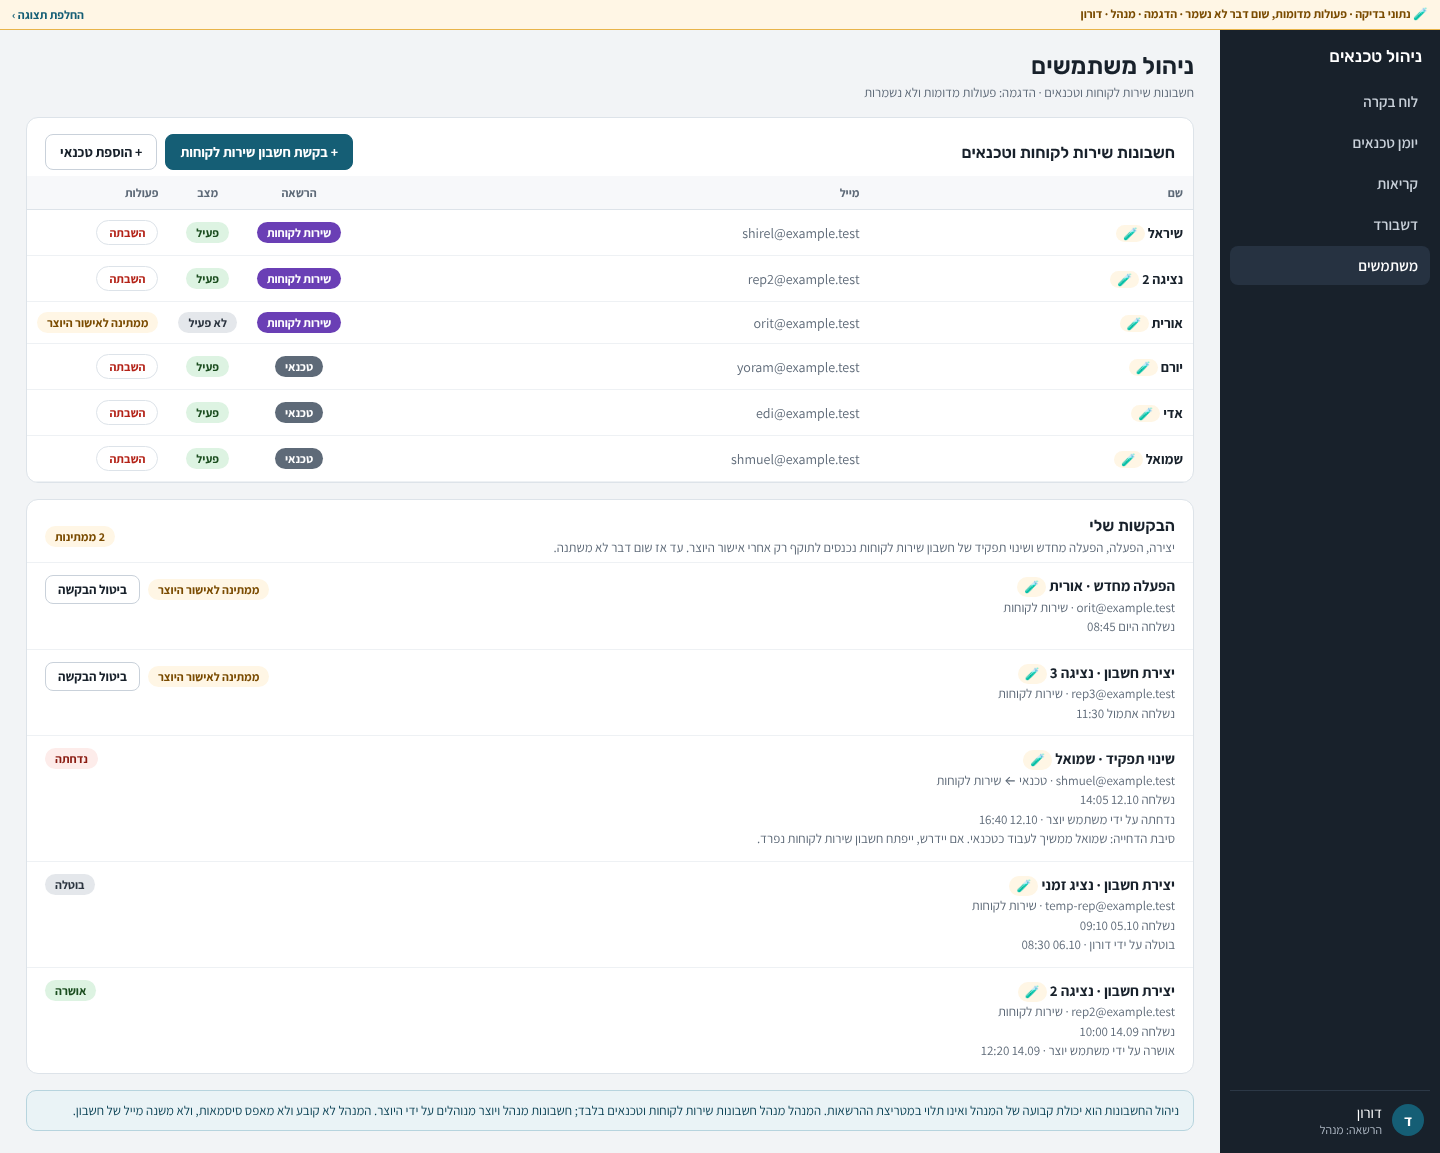 🧪 נתוני בדיקה · פעולות מדומות, שום דבר לא נשמר · הדגמה · מנהל · דורון
החלפת תצוגה ›
ניהול טכנאים
לוח בקרה
יומן טכנאים
קריאות
דשבורד
משתמשים
ד
דורון
הרשאה: מנהל
ניהול משתמשים
חשבונות שירות לקוחות וטכנאים · הדגמה: פעולות מדומות ולא נשמרות
חשבונות שירות לקוחות וטכנאים
+ בקשת חשבון שירות לקוחות
+ הוספת טכנאי
שם מייל הרשאה מצב פעולות
שיראל 🧪 shirel@example.test שירות לקוחות פעיל השבתה
נציגה 2 🧪 rep2@example.test שירות לקוחות פעיל השבתה
אורית 🧪 orit@example.test שירות לקוחות לא פעיל ממתינה לאישור היוצר
יורם 🧪 yoram@example.test טכנאי פעיל השבתה
אדי 🧪 edi@example.test טכנאי פעיל השבתה
שמואל 🧪 shmuel@example.test טכנאי פעיל השבתה
הבקשות שלי
2 ממתינות
יצירה, הפעלה, הפעלה מחדש ושינוי תפקיד של חשבון שירות לקוחות נכנסים לתוקף רק אחרי אישור היוצר. עד אז שום דבר לא משתנה.
הפעלה מחדש · אורית 🧪
ממתינה לאישור היוצר
ביטול הבקשה
orit@example.test · שירות לקוחות
נשלחה היום 08:45
יצירת חשבון · נציגה 3 🧪
ממתינה לאישור היוצר
ביטול הבקשה
rep3@example.test · שירות לקוחות
נשלחה אתמול 11:30
שינוי תפקיד · שמואל 🧪
נדחתה
shmuel@example.test · טכנאי ← שירות לקוחות
נשלחה 12.10 14:05
נדחתה על ידי משתמש יוצר · 12.10 16:40
סיבת הדחייה: שמואל ממשיך לעבוד כטכנאי. אם יידרש, ייפתח חשבון שירות לקוחות נפרד.
יצירת חשבון · נציג זמני 🧪
בוטלה
temp-rep@example.test · שירות לקוחות
נשלחה 05.10 09:10
בוטלה על ידי דורון · 06.10 08:30
יצירת חשבון · נציגה 2 🧪
אושרה
rep2@example.test · שירות לקוחות
נשלחה 14.09 10:00
אושרה על ידי משתמש יוצר · 14.09 12:20
ניהול החשבונות הוא יכולת קבועה של המנהל ואינו תלוי במטריצת ההרשאות. המנהל מנהל חשבונות שירות לקוחות וטכנאים בלבד; חשבונות מנהל ויוצר מנוהלים על ידי היוצר. המנהל לא קובע ולא מאפס סיסמאות, ולא משנה מייל של חשבון.